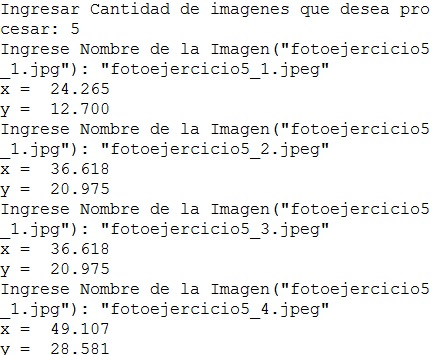 Ingresar Cantidad de imagenes que desea pro
cesar: 5
Ingrese Nombre de la Imagen("fotoejercicio5
_1.jpg"): "fotoejercicio5_1.jpeg"
x =  24.265
y =  12.700
Ingrese Nombre de la Imagen("fotoejercicio5
_1.jpg"): "fotoejercicio5_2.jpeg"
x =  36.618
y =  20.975
Ingrese Nombre de la Imagen("fotoejercicio5
_1.jpg"): "fotoejercicio5_3.jpeg"
x =  36.618
y =  20.975
Ingrese Nombre de la Imagen("fotoejercicio5
_1.jpg"): "fotoejercicio5_4.jpeg"
x =  49.107
y =  28.581